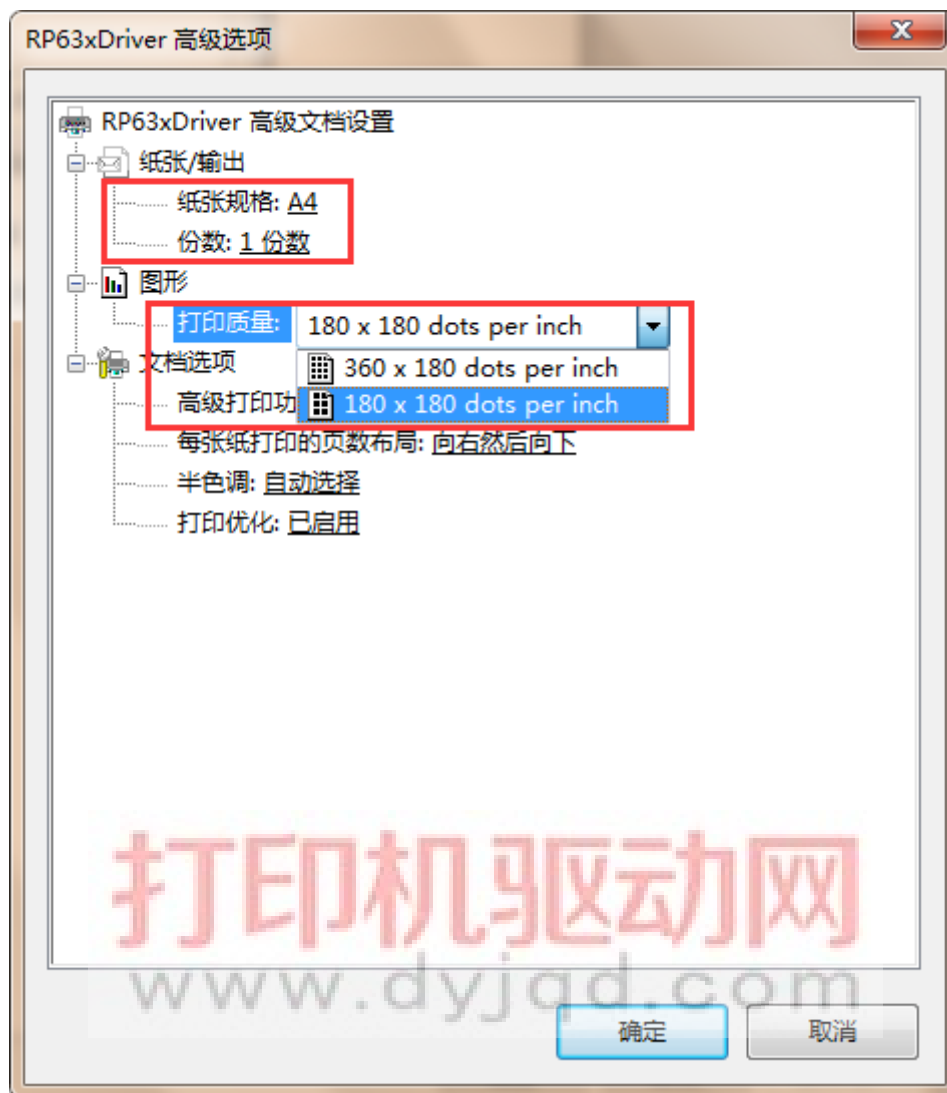 RP63xDriver 高级选项
RP63xDriver 高级文档设置
纸张/输出
纸张规格: A4
份数: 1 份数
图形
打印质量: 180 x 180 dots per inch
360 x 180 dots per inch
文档选项
180 x 180 dots per inch
高级打印功
每张纸打印的页数布局: 向右然后向下
半色调: 自动选择
打印优化: 已启用
打印机驱动网
www.dyjqd.com
确定
取消